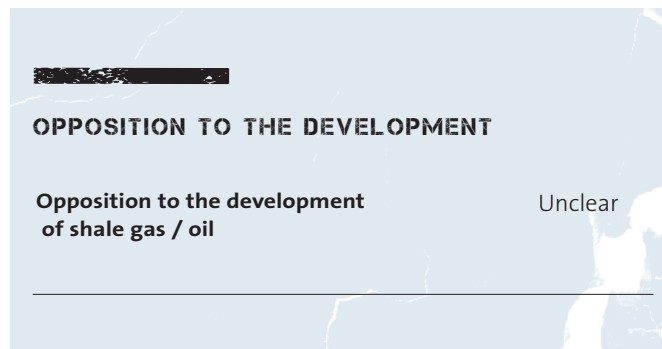 OPPOSITION TO THE DEVELOPMENT
Opposition to the development Unclear
of shale gas / oil